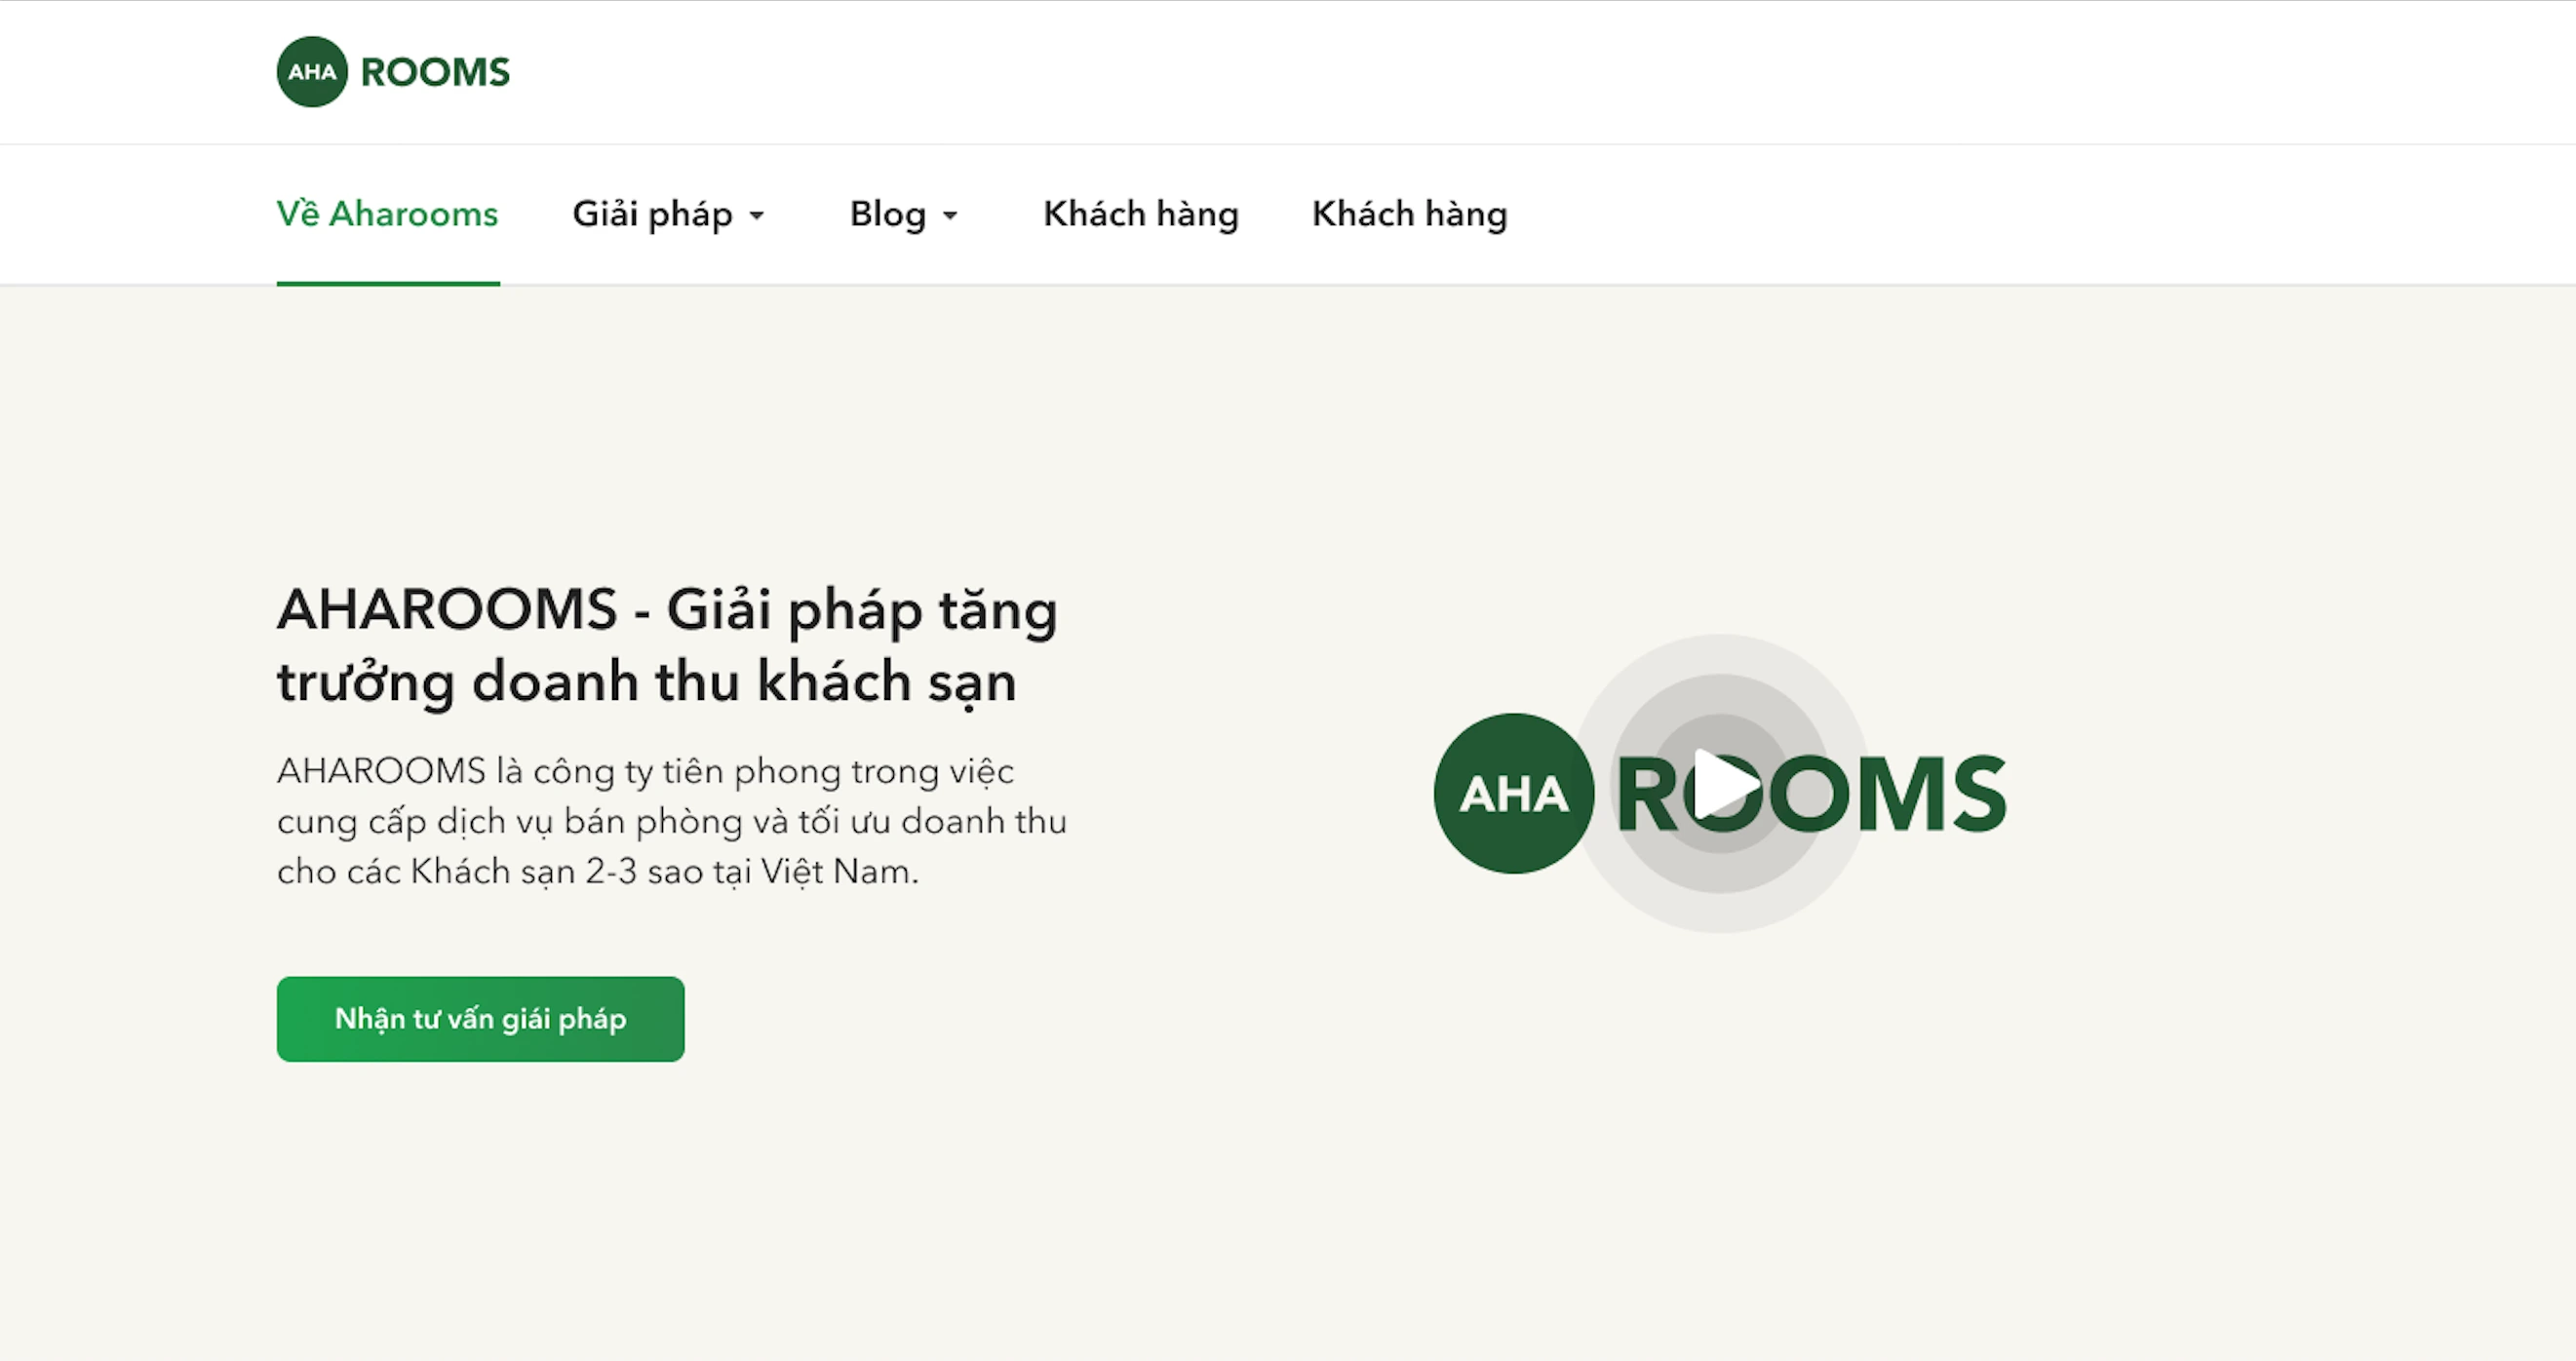 AHA ROOMS
Về Aharooms Giải pháp Blog Khách hàng Khách hàng
AHAROOMS - Giải pháp tăng
trưởng doanh thu khách sạn
AHAROOMS là công ty tiên phong trong việc
cung cấp dịch vụ bán phòng và tối ưu doanh thu
cho các Khách sạn 2-3 sao tại Việt Nam.
Nhận tư vấn giái pháp
AHA ROOMS